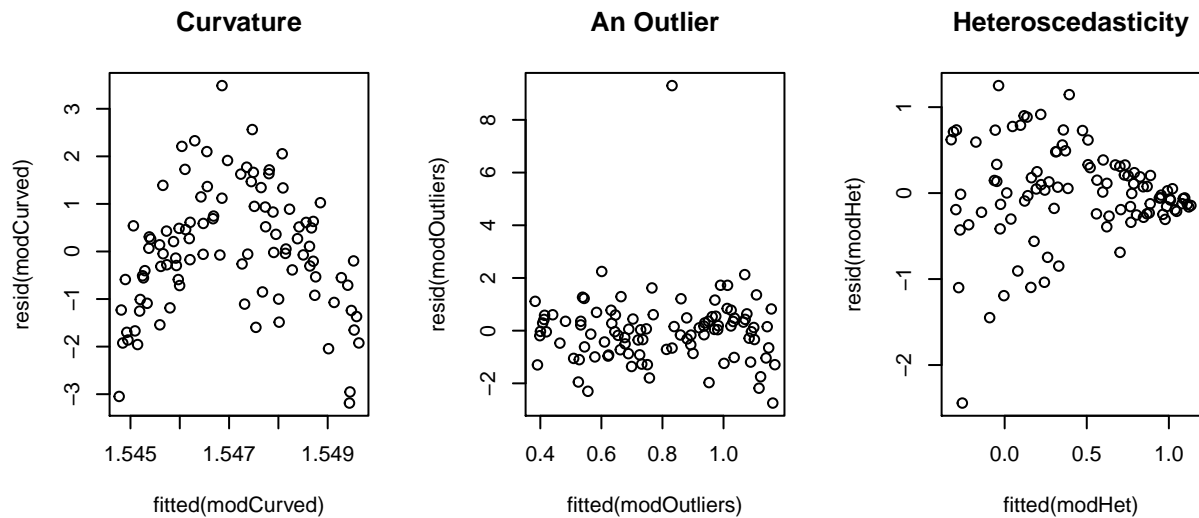 Curvature
resid(modCurved)
3
2
1
0
−1
−2
−3
1.545 1.547 1.549
fitted(modCurved)
An Outlier
resid(modOutliers)
8
6
4
2
0
−2
0.4 0.6 0.8 1.0
fitted(modOutliers)
Heteroscedasticity
resid(modHet)
1
0
−1
−2
0.0 0.5 1.0
fitted(modHet)